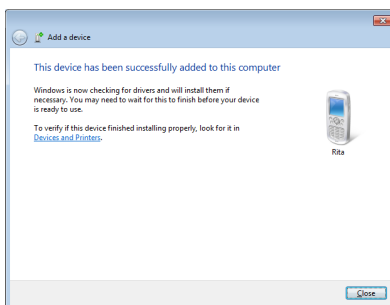 Add a device
This device has been successfully added to this computer
Windows is now checking for drivers and will install them if
necessary. You may need to wait for this to finish before your device
is ready to use.
To verify if this device finished installing properly, look for it in
Devices and Printers.
Rita
Close